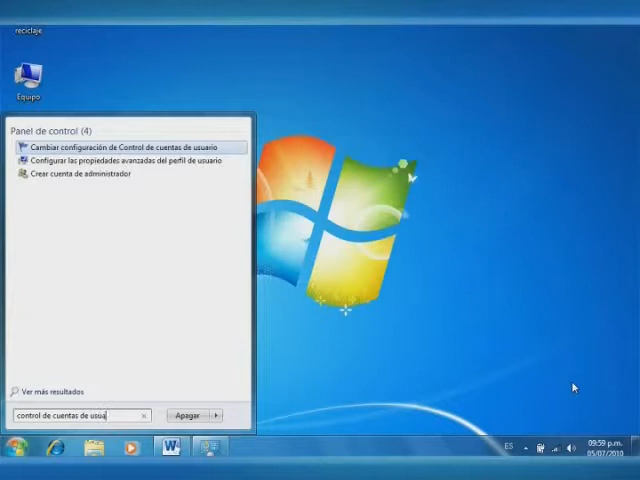 reciclaje
Equipo
Panel de control (4)
Cambiar configuración de Control de cuentas de usuario
Configurar las propiedades avanzadas del perfil de usuario
Crear cuenta de administrador
Ver más resultados
control de cuentas de usua
Apagar
W
ES
09:59 p.m.
05/07/2010